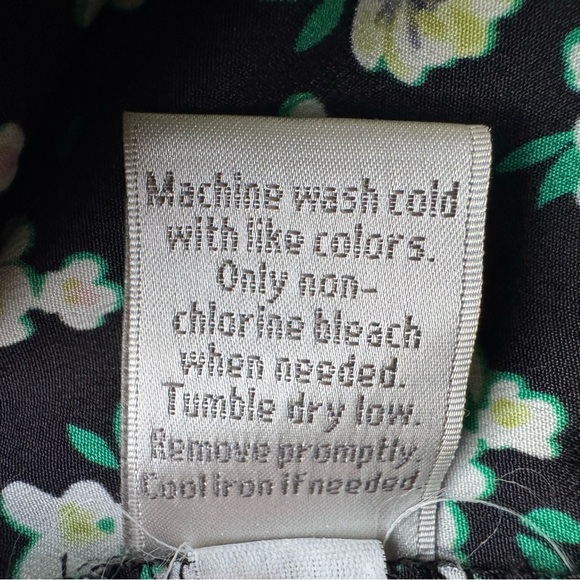 Machine wash cold
with like colors.
Only non-
chlorine bleach
when needed.
Tumble dry low.
Remove promptly.
Cool iron if needed.